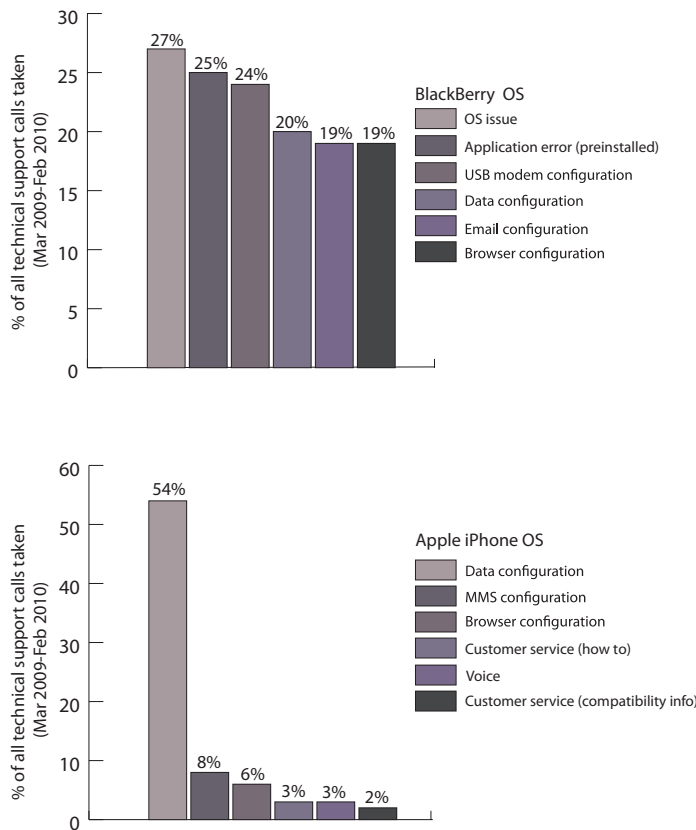 30
25
20
15
10
5
0
% of all technical support calls taken
(Mar 2009-Feb 2010)
27%
25%
24%
20%
19%
19%
BlackBerry OS
OS issue
Application error (preinstalled)
USB modem configuration
Data configuration
Email configuration
Browser configuration
60
50
40
30
20
10
0
% of all technical support calls taken
(Mar 2009-Feb 2010)
54%
8%
6%
3%
3%
2%
Apple iPhone OS
Data configuration
MMS configuration
Browser configuration
Customer service (how to)
Voice
Customer service (compatibility info)